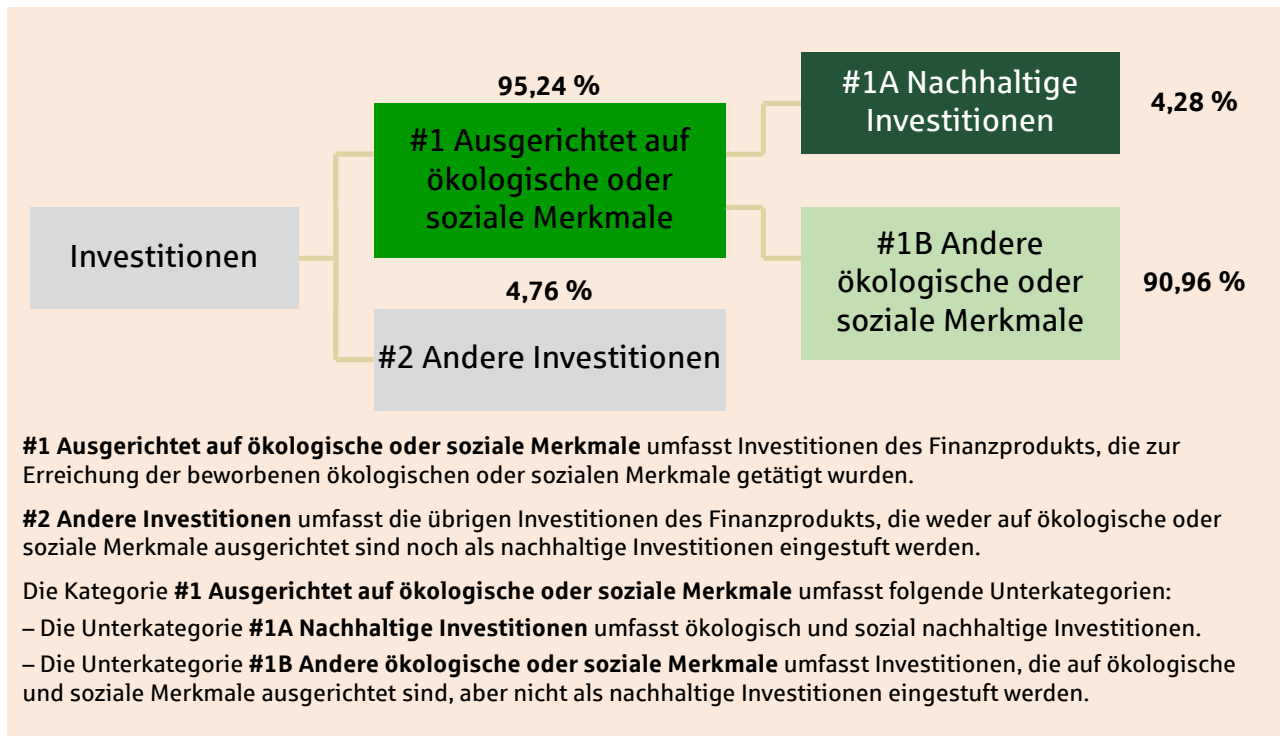 95,24 %
#1 Ausgerichtet auf
ökologische oder
soziale Merkmale
#1A Nachhaltige
Investitionen
4,28 %
Investitionen
#1B Andere
ökologische oder
soziale Merkmale
90,96 %
4,76 %
#2 Andere Investitionen
#1 Ausgerichtet auf ökologische oder soziale Merkmale umfasst Investitionen des Finanzprodukts, die zur
Erreichung der beworbenen ökologischen oder sozialen Merkmale getätigt wurden.
#2 Andere Investitionen umfasst die übrigen Investitionen des Finanzprodukts, die weder auf ökologische oder
soziale Merkmale ausgerichtet sind noch als nachhaltige Investitionen eingestuft werden.
Die Kategorie #1 Ausgerichtet auf ökologische oder soziale Merkmale umfasst folgende Unterkategorien:
– Die Unterkategorie #1A Nachhaltige Investitionen umfasst ökologisch und sozial nachhaltige Investitionen.
– Die Unterkategorie #1B Andere ökologische oder soziale Merkmale umfasst Investitionen, die auf ökologische
und soziale Merkmale ausgerichtet sind, aber nicht als nachhaltige Investitionen eingestuft werden.